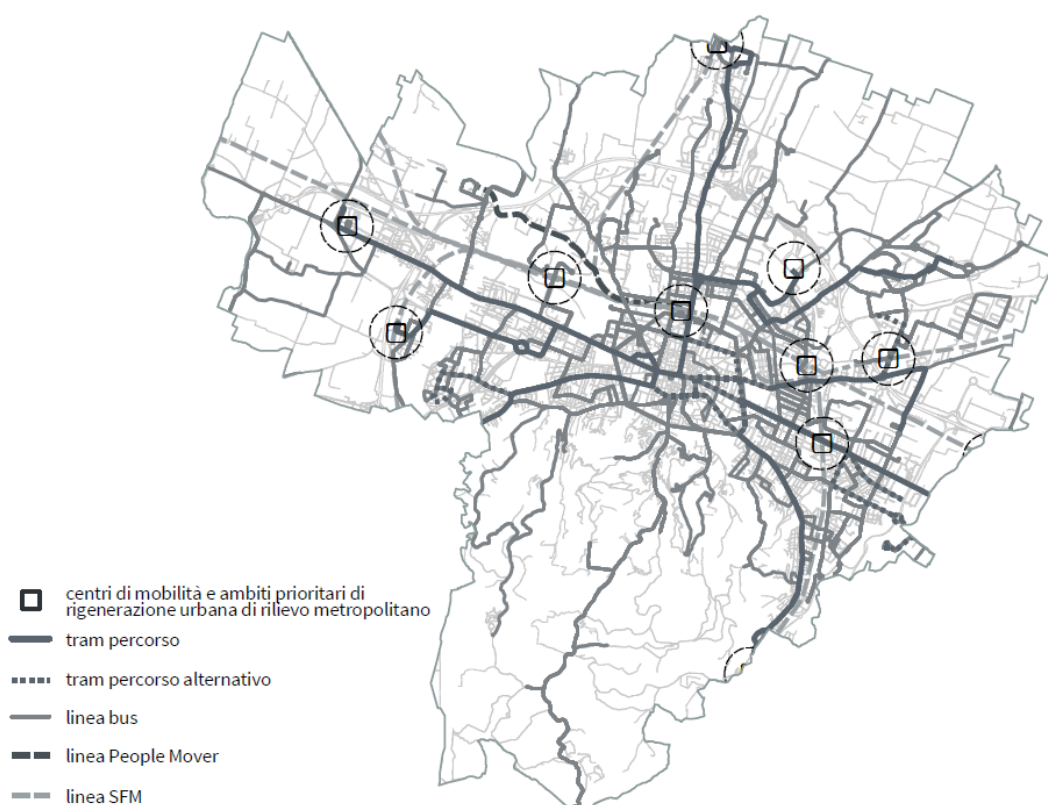 centri di mobilità e ambiti prioritari di
rigenerazione urbana di rilievo metropolitano
tram percorso
tram percorso alternativo
linea bus
linea People Mover
linea SFM